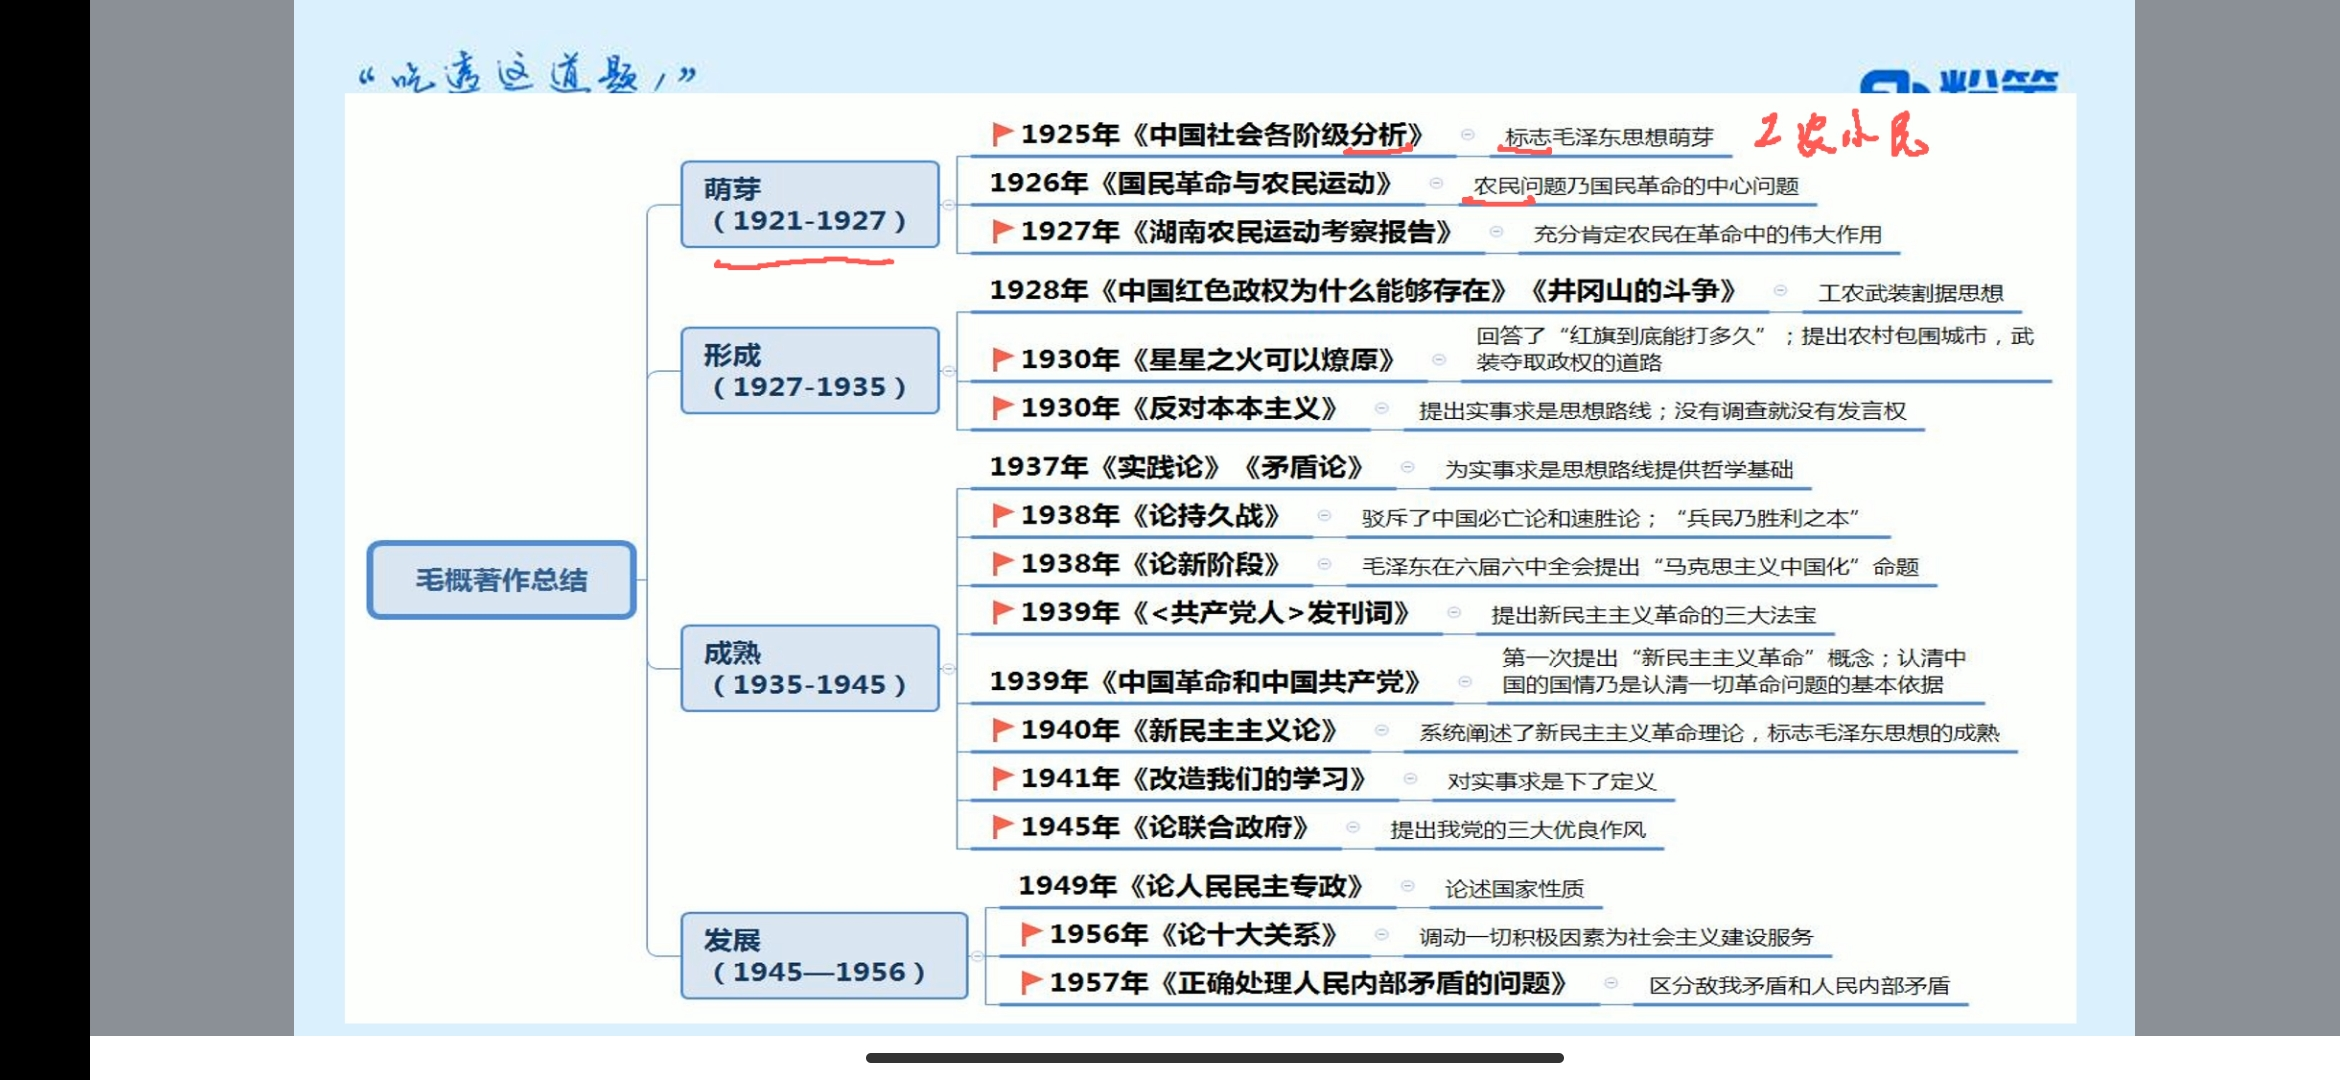 “吃透这道题！”
粉笔
1925年《中国社会各阶级分析》 标志毛泽东思想萌芽 工农小民
萌芽
（1921-1927）
1926年《国民革命与农民运动》 农民问题乃国民革命的中心问题
1927年《湖南农民运动考察报告》 充分肯定农民在革命中的伟大作用
1928年《中国红色政权为什么能够存在》《井冈山的斗争》 工农武装割据思想
形成
（1927-1935）
1930年《星星之火可以燎原》 回答了“红旗到底能打多久”；提出农村包围城市，武
装夺取政权的道路
1930年《反对本本主义》 提出实事求是思想路线；没有调查就没有发言权
1937年《实践论》《矛盾论》 为实事求是思想路线提供哲学基础
1938年《论持久战》 驳斥了中国必亡论和速胜论；“兵民乃胜利之本”
1938年《论新阶段》 毛泽东在六届六中全会提出“马克思主义中国化”命题
毛概著作总结
1939年《<共产党人>发刊词》 提出新民主主义革命的三大法宝
成熟
（1935-1945）
1939年《中国革命和中国共产党》 第一次提出“新民主主义革命”概念；认清中
国的国情乃是认清一切革命问题的基本依据
1940年《新民主主义论》 系统阐述了新民主主义革命理论，标志毛泽东思想的成熟
1941年《改造我们的学习》 对实事求是下了定义
1945年《论联合政府》 提出我党的三大优良作风
1949年《论人民民主专政》 论述国家性质
发展
（1945—1956）
1956年《论十大关系》 调动一切积极因素为社会主义建设服务
1957年《正确处理人民内部矛盾的问题》 区分敌我矛盾和人民内部矛盾